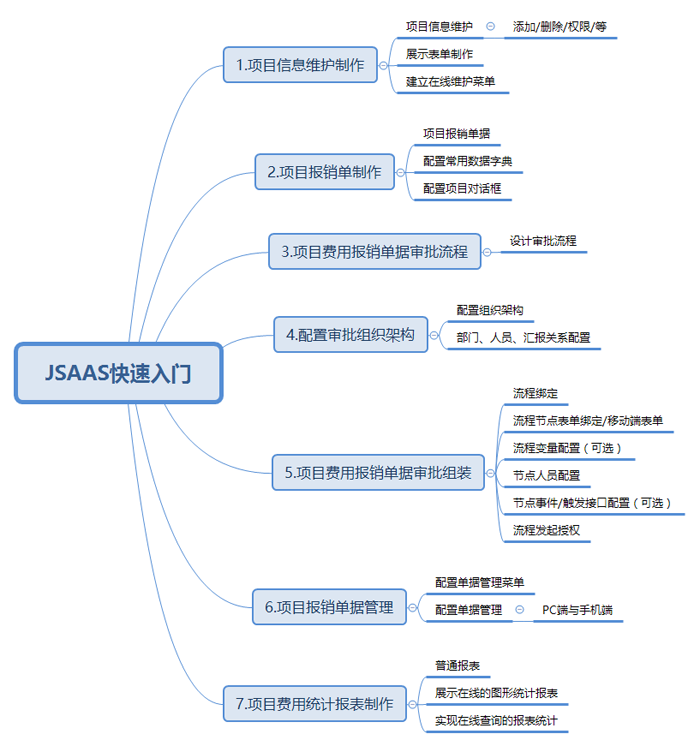 JSAAS快速入门
1.项目信息维护制作
项目信息维护
添加/删除/权限/等
展示表单制作
建立在线维护菜单
2.项目报销单制作
项目报销单据
配置常用数据字典
配置项目对话框
3.项目费用报销单据审批流程
设计审批流程
4.配置审批组织架构
配置组织架构
部门、人员、汇报关系配置
5.项目费用报销单据审批组装
流程绑定
流程节点表单绑定/移动端表单
流程变量配置（可选）
节点人员配置
节点事件/触发接口配置（可选）
流程发起授权
6.项目报销单据管理
配置单据管理菜单
配置单据管理
PC端与手机端
7.项目费用统计报表制作
普通报表
展示在线的图形统计报表
实现在线查询的报表统计